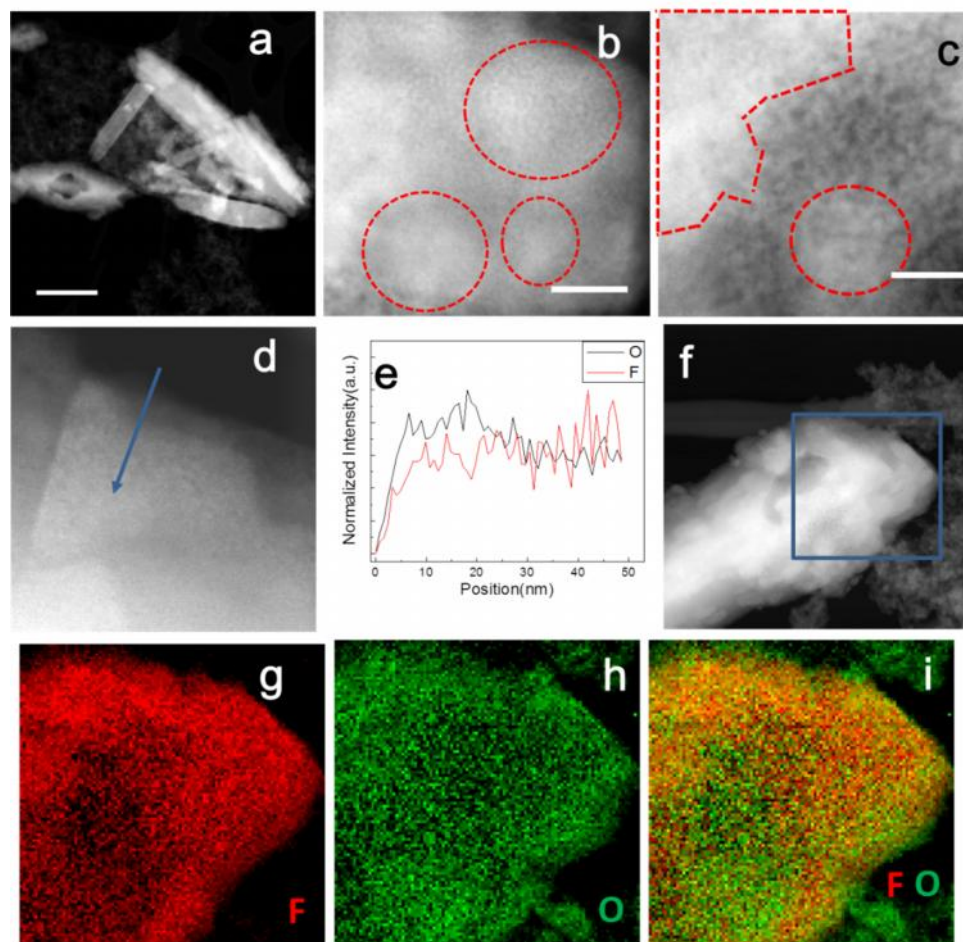 a
b
c
d
e
O
F
Normalized Intensity(a.u.)
0 10 20 30 40 50
Position(nm)
f
g
F
h
O
i
F O